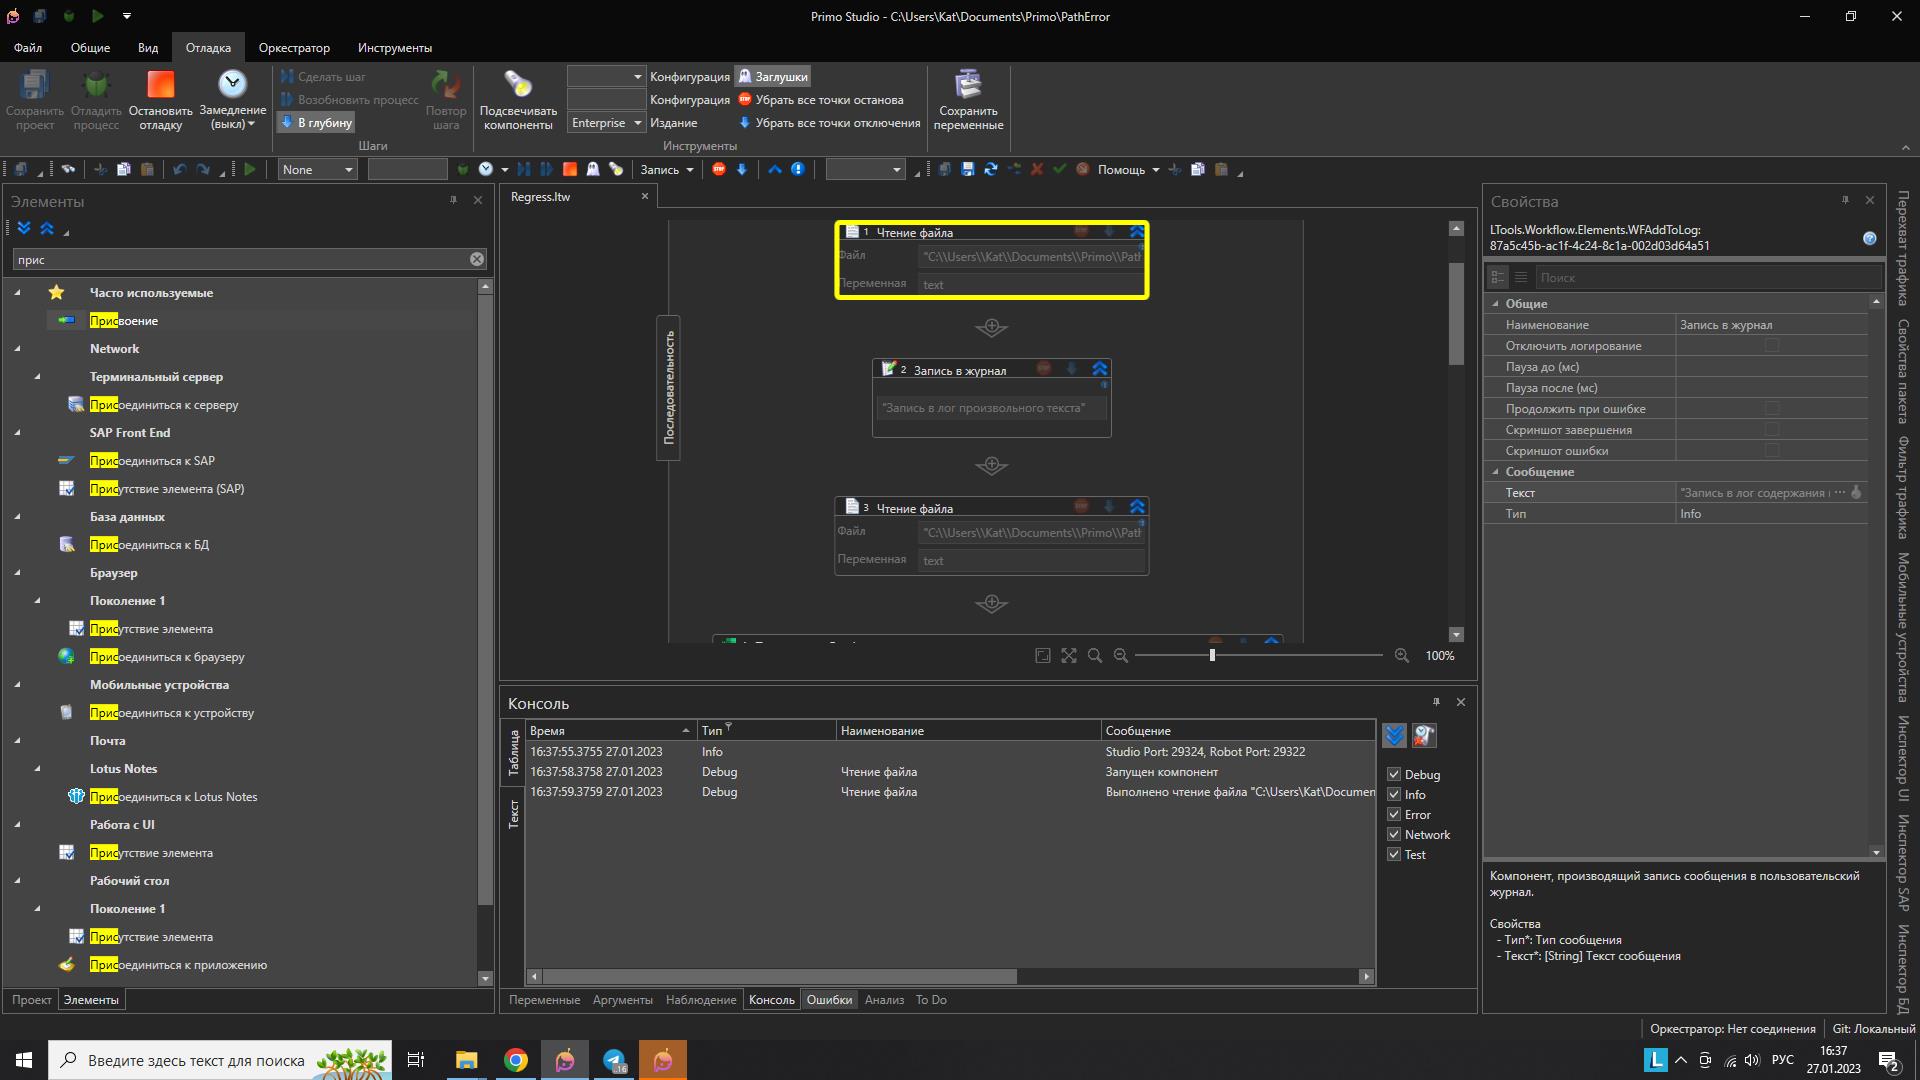 Primo Studio - C:\Users\Kat\Documents\Primo\PathError
Файл Общие Вид Отладка Оркестратор Инструменты
Сохранить проект
Отладить процесс
Остановить отладку
Замедление (выкл)
Сделать шаг
Возобновить процесс
В глубину
Повтор шага
Шаги
Подсвечивать компоненты
Конфигурация
Конфигурация
Enterprise Издание
Заглушки
Убрать все точки останова
Убрать все точки отключения
Инструменты
Сохранить переменные
None Запись Помощь
Элементы
прис
Часто используемые
Присвоение
Network
Терминальный сервер
Присоединиться к серверу
SAP Front End
Присоединиться к SAP
Присутствие элемента (SAP)
База данных
Присоединиться к БД
Браузер
Поколение 1
Присутствие элемента
Присоединиться к браузеру
Мобильные устройства
Присоединиться к устройству
Почта
Lotus Notes
Присоединиться к Lotus Notes
Работа с UI
Присутствие элемента
Рабочий стол
Поколение 1
Присутствие элемента
Присоединиться к приложению
Проект Элементы
Regress.ltw
Последовательность
1 Чтение файла
Файл "C:\\Users\\Kat\\Documents\\Primo\\Path
Переменная text
2 Запись в журнал
"Запись в лог произвольного текста"
3 Чтение файла
Файл "C:\\Users\\Kat\\Documents\\Primo\\Path
Переменная text
100%
Консоль
Таблица
Текст
Время Тип Наименование Сообщение
16:37:55.3755 27.01.2023 Info Studio Port: 29324, Robot Port: 29322
16:37:58.3758 27.01.2023 Debug Чтение файла Запущен компонент
16:37:59.3759 27.01.2023 Debug Чтение файла Выполнено чтение файла "C:\Users\Kat\Documen
Debug
Info
Error
Network
Test
Переменные Аргументы Наблюдение Консоль Ошибки Анализ To Do
Свойства
LTools.Workflow.Elements.WFAddToLog:
87a5c45b-ac1f-4c24-8c1a-002d03d64a51
Поиск
Общие
Наименование Запись в журнал
Отключить логирование
Пауза до (мс)
Пауза после (мс)
Продолжить при ошибке
Скриншот завершения
Скриншот ошибки
Сообщение
Текст "Запись в лог содержания ...
Тип Info
Компонент, производящий запись сообщения в пользовательский
журнал.
Свойства
- Тип*: Тип сообщения
- Текст*: [String] Текст сообщения
Перехват трафика
Свойства пакета
Фильтр трафика
Мобильные устройства
Инспектор UI
Инспектор SAP
Инспектор БД
Оркестратор: Нет соединения Git: Локальный
Введите здесь текст для поиска
.16
L
РУС
16:37
27.01.2023
2